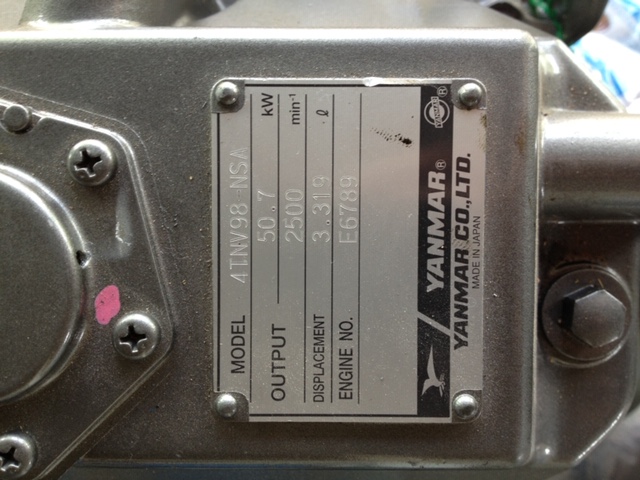 MODEL 4TNV98-NSA
OUTPUT 50.7 kW
2500 min-1
DISPLACEMENT 3.319 ℓ
ENGINE NO. E6789
YANMAR®
YANMAR CO.,LTD.
MADE IN JAPAN